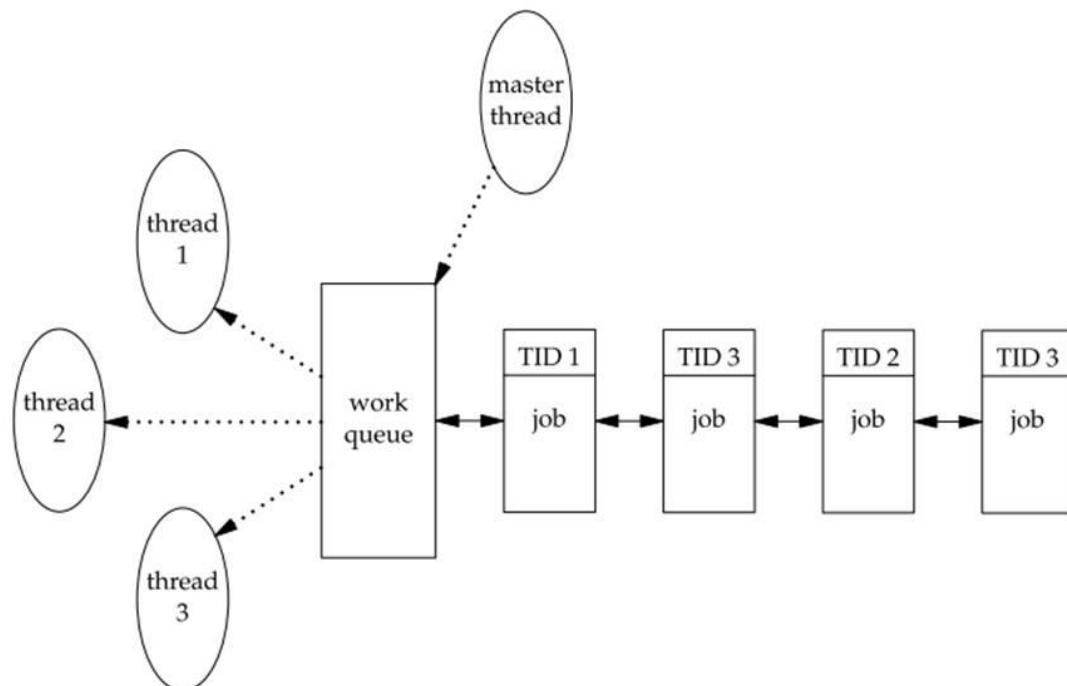 master
thread
thread
1
thread
2
thread
3
work
queue
TID 1
job
TID 3
job
TID 2
job
TID 3
job